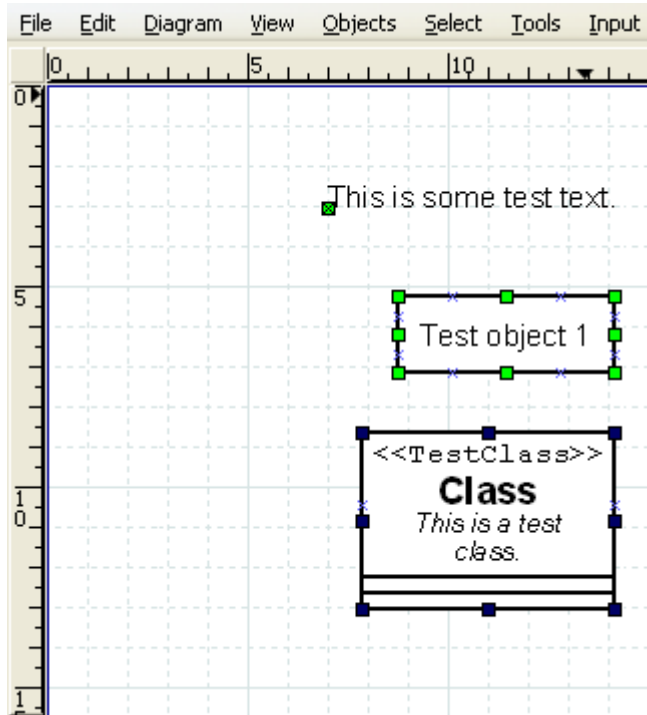 File Edit Diagram View Objects Select Tools Input
0 5 10
0
This is some test text.
5
Test object 1
<<TestClass>>
Class
10
This is a test
class.
1